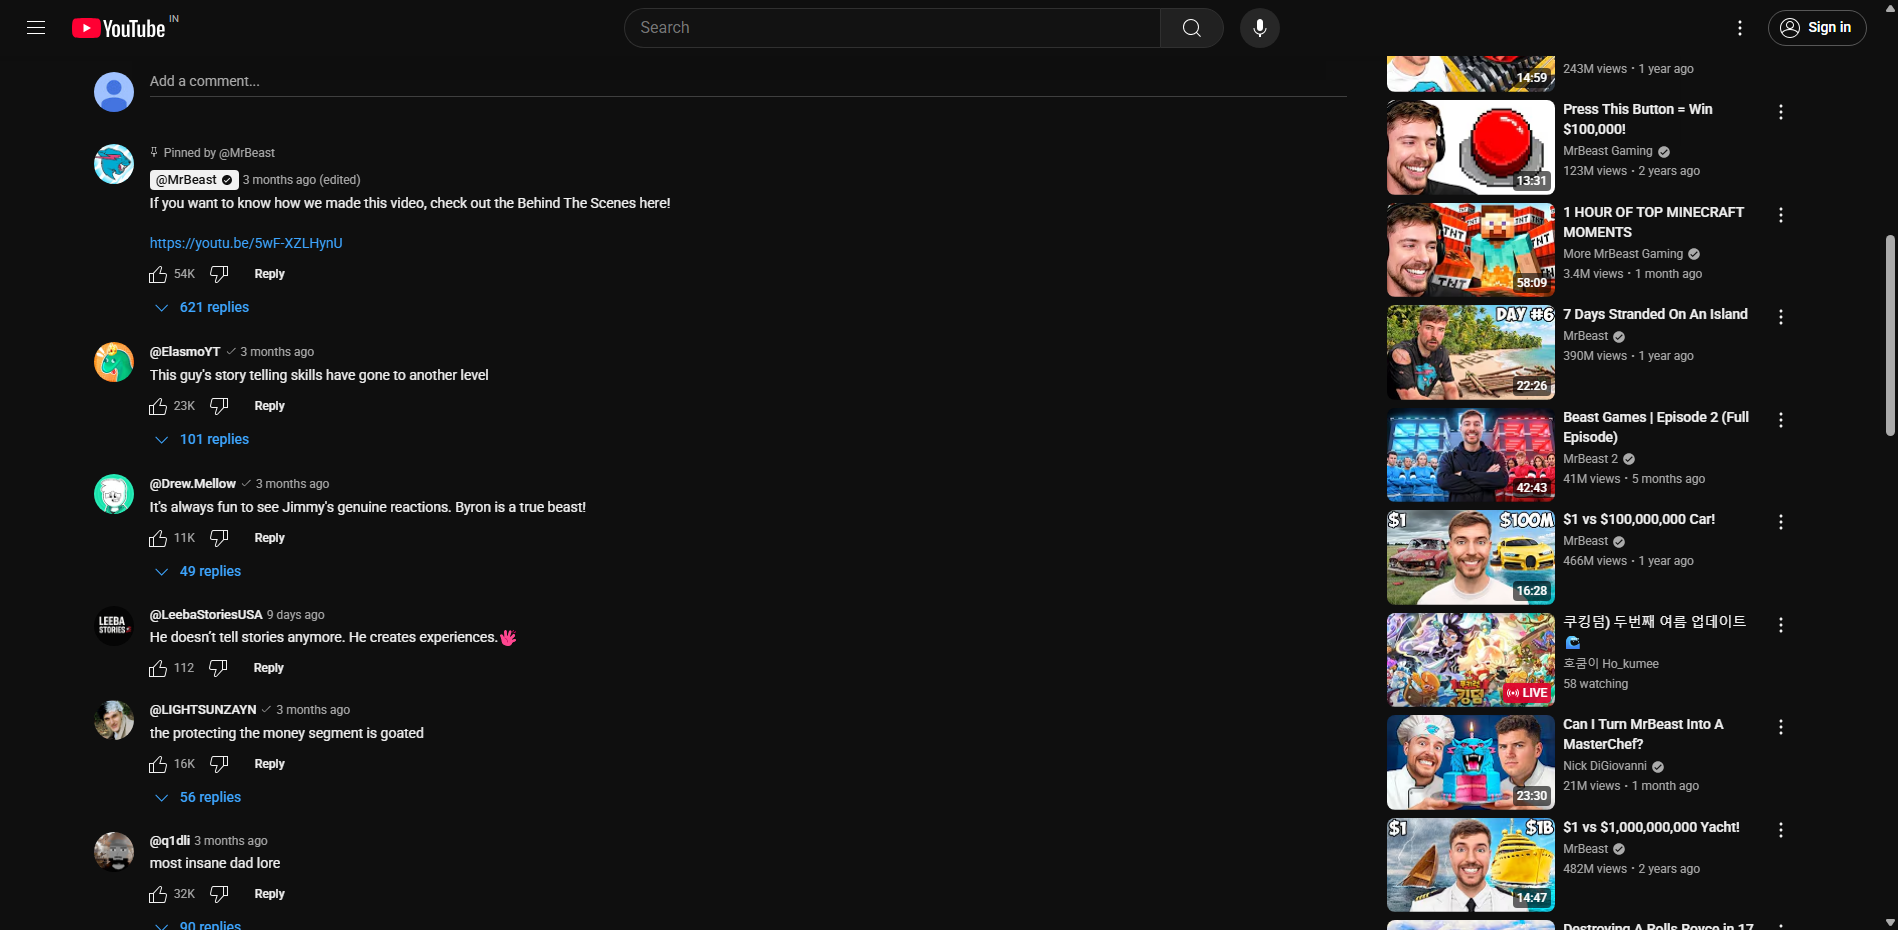 YouTube IN
Search
Sign in
Add a comment...
Pinned by @MrBeast
@MrBeast 3 months ago (edited)
If you want to know how we made this video, check out the Behind The Scenes here!
https://youtu.be/5wF-XZLHynU
54K Reply
621 replies
@ElasmoYT 3 months ago
This guy's story telling skills have gone to another level
23K Reply
101 replies
@Drew.Mellow 3 months ago
It's always fun to see Jimmy's genuine reactions. Byron is a true beast!
11K Reply
49 replies
LEEBA
STORIES
@LeebaStoriesUSA 9 days ago
He doesn’t tell stories anymore. He creates experiences.
112 Reply
@LIGHTSUNZAYN 3 months ago
the protecting the money segment is goated
16K Reply
56 replies
@q1dli 3 months ago
most insane dad lore
32K Reply
90 replies
14:59
243M views • 1 year ago
13:31
Press This Button = Win
$100,000!
MrBeast Gaming
123M views • 2 years ago
TNT
TNT
TNT
58:09
1 HOUR OF TOP MINECRAFT
MOMENTS
More MrBeast Gaming
3.4M views • 1 month ago
DAY #6
HELP
22:26
7 Days Stranded On An Island
MrBeast
390M views • 1 year ago
42:43
Beast Games | Episode 2 (Full
Episode)
MrBeast 2
41M views • 5 months ago
$1 $100M
16:28
$1 vs $100,000,000 Car!
MrBeast
466M views • 1 year ago
킹덤
LIVE
쿠킹덤) 두번째 여름 업데이트
호쿰이 Ho_kumee
58 watching
23:30
Can I Turn MrBeast Into A
MasterChef?
Nick DiGiovanni
21M views • 1 month ago
$1 $1B
14:47
$1 vs $1,000,000,000 Yacht!
MrBeast
482M views • 2 years ago
Destroying A Rolls Royce in 17